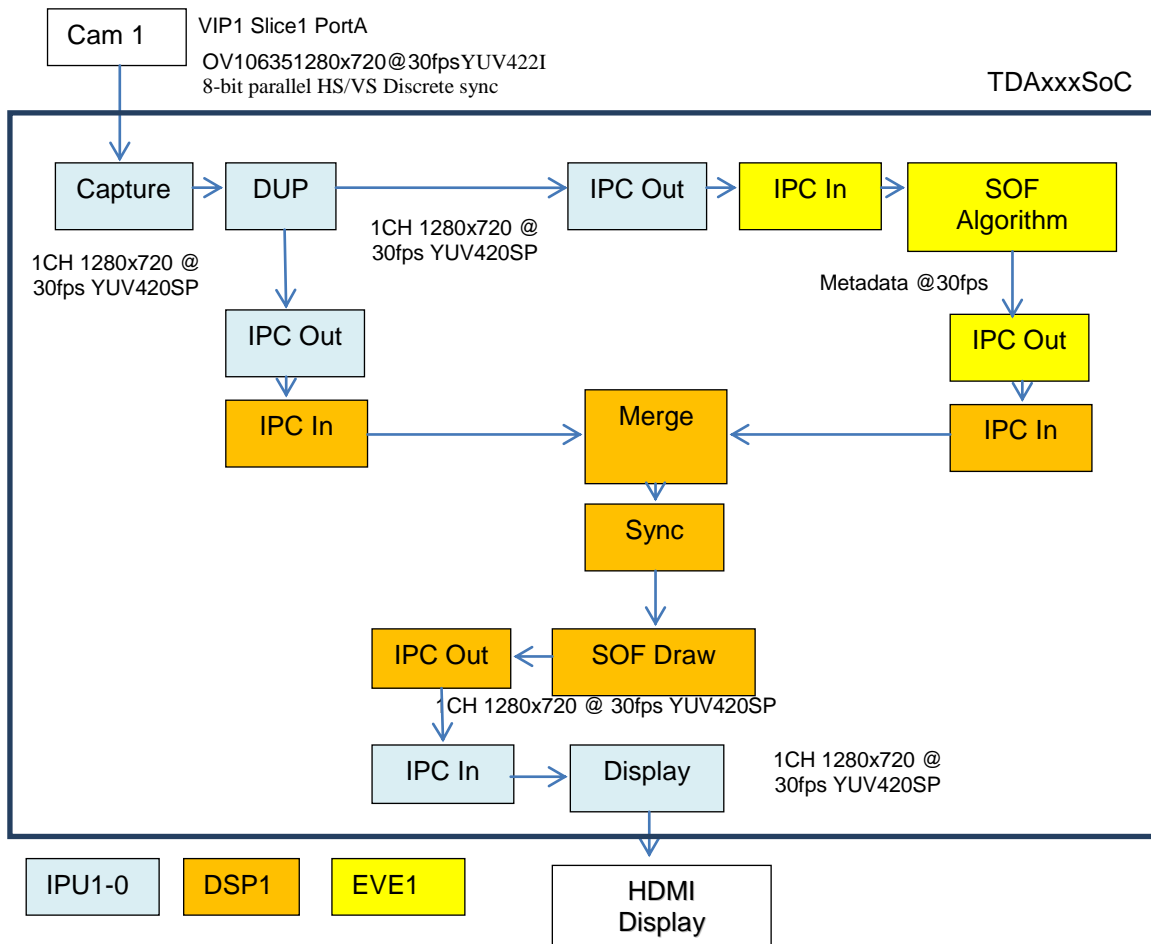 Cam 1
VIP1 Slice1 PortA
OV106351280x720@30fpsYUV422I
8-bit parallel HS/VS Discrete sync
TDAxxxSoC
Capture
DUP
IPC Out
IPC In
SOF
Algorithm
1CH 1280x720 @
30fps YUV420SP
1CH 1280x720 @
30fps YUV420SP
Metadata @30fps
IPC Out
IPC Out
IPC In
Merge
IPC In
Sync
IPC Out
SOF Draw
1CH 1280x720 @ 30fps YUV420SP
IPC In
Display
1CH 1280x720 @
30fps YUV420SP
IPU1-0
DSP1
EVE1
HDMI
Display